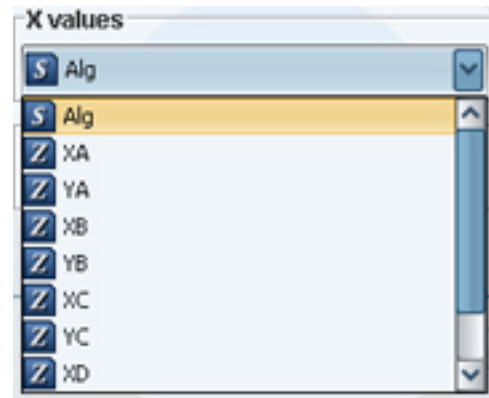 X values
S Alg
S Alg
Z XA
Z YA
Z XB
Z YB
Z XC
Z YC
Z XD